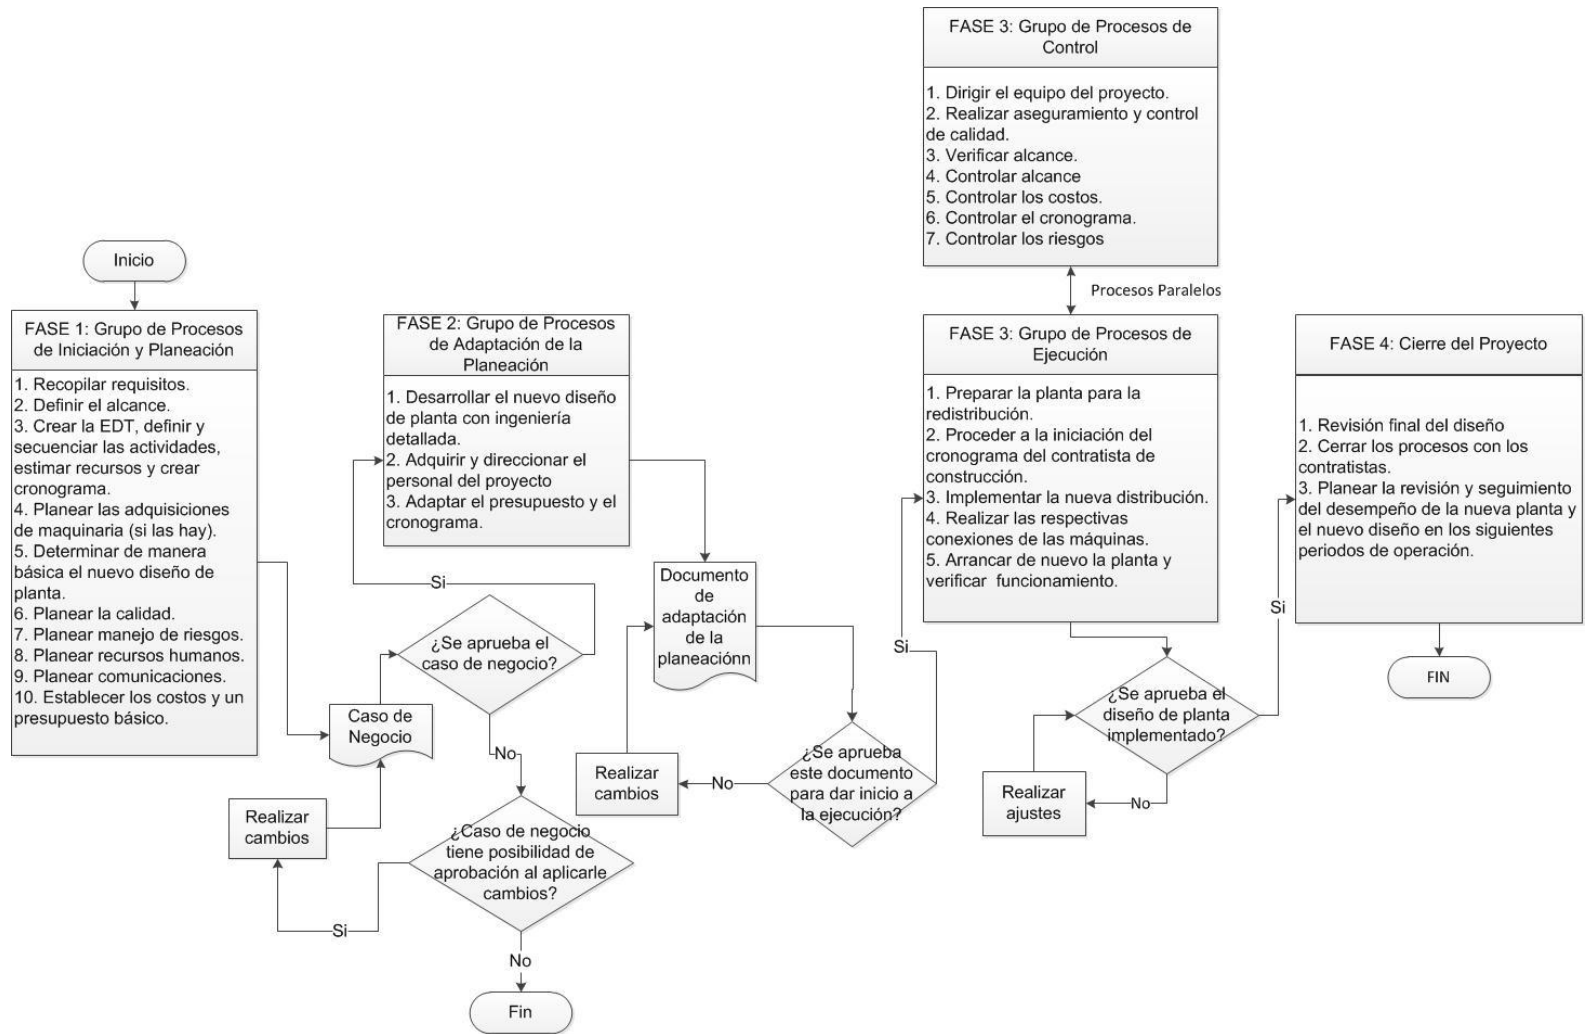 Inicio
FASE 1: Grupo de Procesos
de Iniciación y Planeación
1. Recopilar requisitos.
2. Definir el alcance.
3. Crear la EDT, definir y
secuenciar las actividades,
estimar recursos y crear
cronograma.
4. Planear las adquisiciones
de maquinaria (si las hay).
5. Determinar de manera
básica el nuevo diseño de
planta.
6. Planear la calidad.
7. Planear manejo de riesgos.
8. Planear recursos humanos.
9. Planear comunicaciones.
10. Establecer los costos y un
presupuesto básico.
Caso de
Negocio
Realizar
cambios
¿Se aprueba el
caso de negocio?
Si
No
¿Caso de negocio
tiene posibilidad de
aprobación al aplicarle
cambios?
Si
No
Fin
FASE 2: Grupo de Procesos
de Adaptación de la
Planeación
1. Desarrollar el nuevo diseño
de planta con ingeniería
detallada.
2. Adquirir y direccionar el
personal del proyecto
3. Adaptar el presupuesto y el
cronograma.
Documento
de
adaptación
de la
planeaciónn
Realizar
cambios
No
¿Se aprueba
este documento
para dar inicio a
la ejecución?
Si
FASE 3: Grupo de Procesos de
Control
1. Dirigir el equipo del proyecto.
2. Realizar aseguramiento y control
de calidad.
3. Verificar alcance.
4. Controlar alcance
5. Controlar los costos.
6. Controlar el cronograma.
7. Controlar los riesgos
Procesos Paralelos
FASE 3: Grupo de Procesos de
Ejecución
1. Preparar la planta para la
redistribución.
2. Proceder a la iniciación del
cronograma del contratista de
construcción.
3. Implementar la nueva distribución.
4. Realizar las respectivas
conexiones de las máquinas.
5. Arrancar de nuevo la planta y
verificar funcionamiento.
¿Se aprueba el
diseño de planta
implementado?
Realizar
ajustes
No
Si
FASE 4: Cierre del Proyecto
1. Revisión final del diseño
2. Cerrar los procesos con los
contratistas.
3. Planear la revisión y seguimiento
del desempeño de la nueva planta y
el nuevo diseño en los siguientes
periodos de operación.
FIN